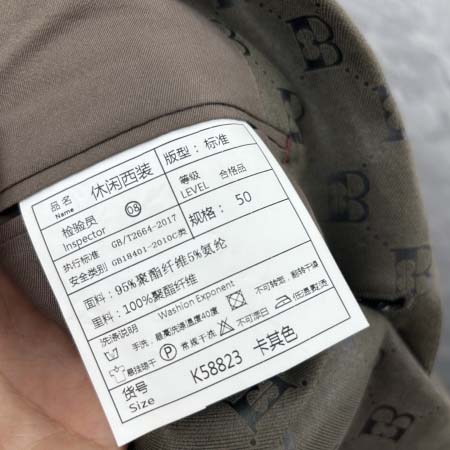 品名 休闲西装 版型: 标准
Name
检验员 08 等级 合格品
Inspector LEVEL
执行标准 GB/T2664-2017 规格: 50
安全类别 GB18401-2010C类
面料: 95%聚酯纤维5%氨纶
里料: 100%聚酯纤维
洗涤说明 Washion Exponent
手洗, 最高洗涤温度40度 不可转笼, 翻转干燥
悬挂晾干 常规干洗 不可漂白
货号 K58823 卡其色
Size
B
B
B
B